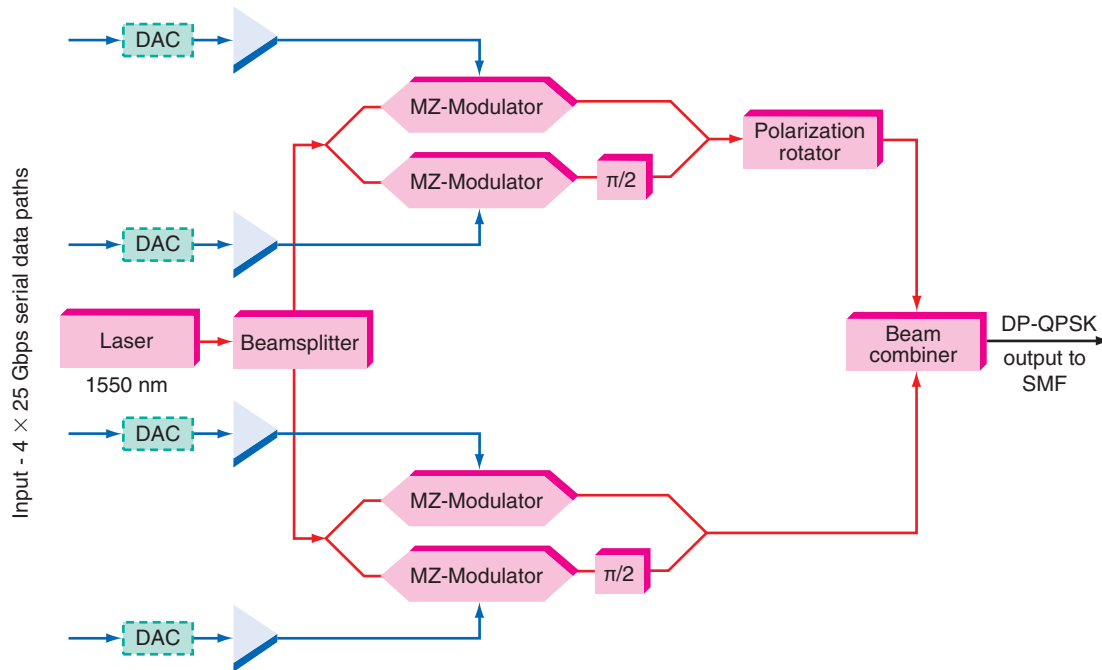 Input - 4 × 25 Gbps serial data paths
DAC
MZ-Modulator
Polarization
rotator
MZ-Modulator
π/2
DAC
Laser
1550 nm
Beamsplitter
Beam
combiner
DP-QPSK
output to
SMF
DAC
MZ-Modulator
MZ-Modulator
π/2
DAC